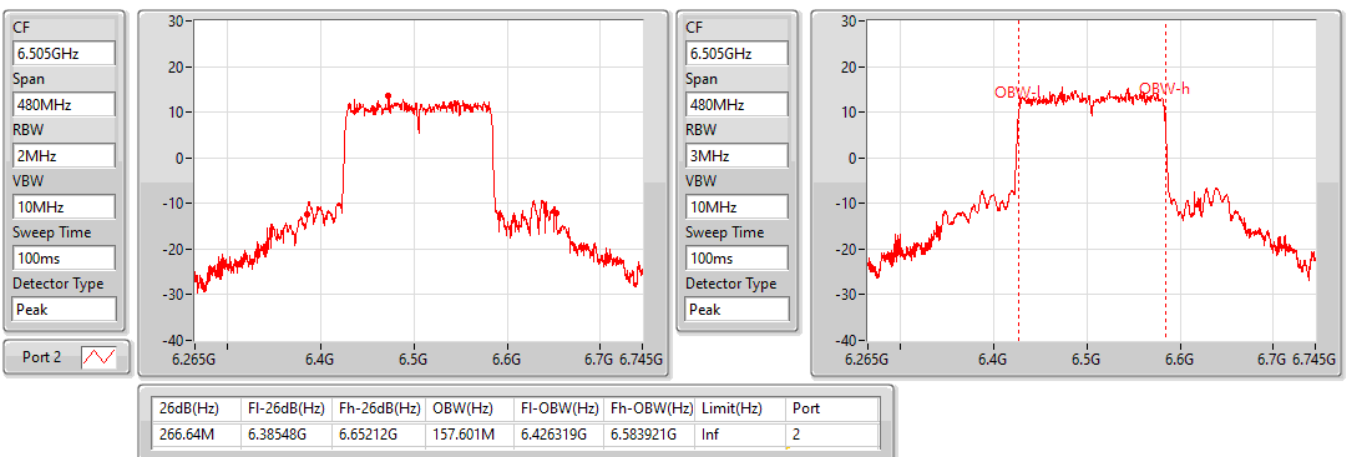 CF
6.505GHz
Span
480MHz
RBW
2MHz
VBW
10MHz
Sweep Time
100ms
Detector Type
Peak
Port 2
30
20
10
0
-10
-20
-30
-40
6.265G 6.4G 6.5G 6.6G 6.7G 6.745G
CF
6.505GHz
Span
480MHz
RBW
3MHz
VBW
10MHz
Sweep Time
100ms
Detector Type
Peak
30
20
10
0
-10
-20
-30
-40
OBW-l OBW-h
6.265G 6.4G 6.5G 6.6G 6.7G 6.745G
26dB(Hz) Fl-26dB(Hz) Fh-26dB(Hz) OBW(Hz) Fl-OBW(Hz) Fh-OBW(Hz) Limit(Hz) Port
266.64M 6.38548G 6.65212G 157.601M 6.426319G 6.583921G Inf 2